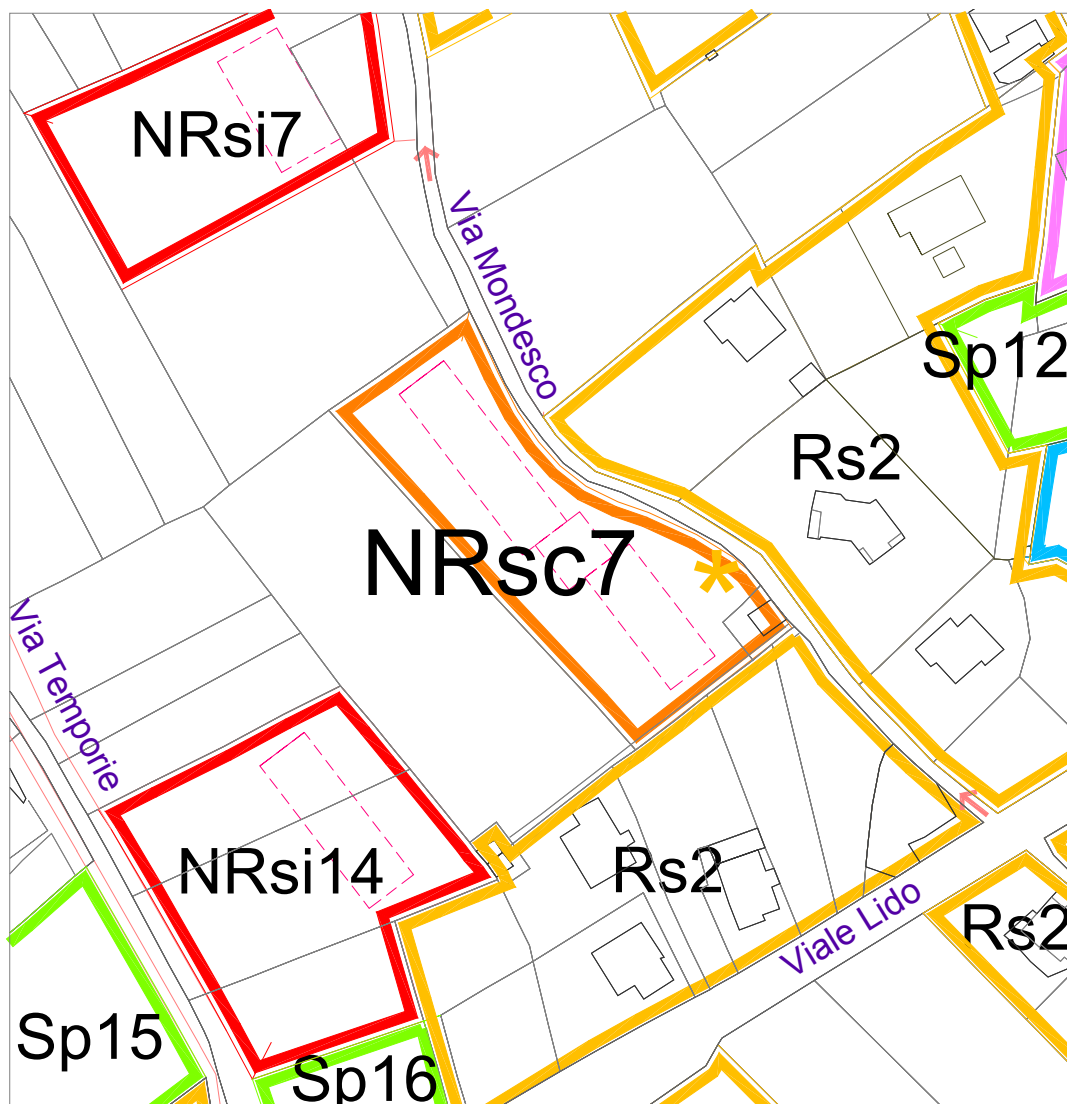 NRsi7
Via Mondesco
Sp12
Rs2
NRsc7
*
Via Temporie
NRsi14
Rs2
Viale Lido
Rs2
Sp15
Sp16